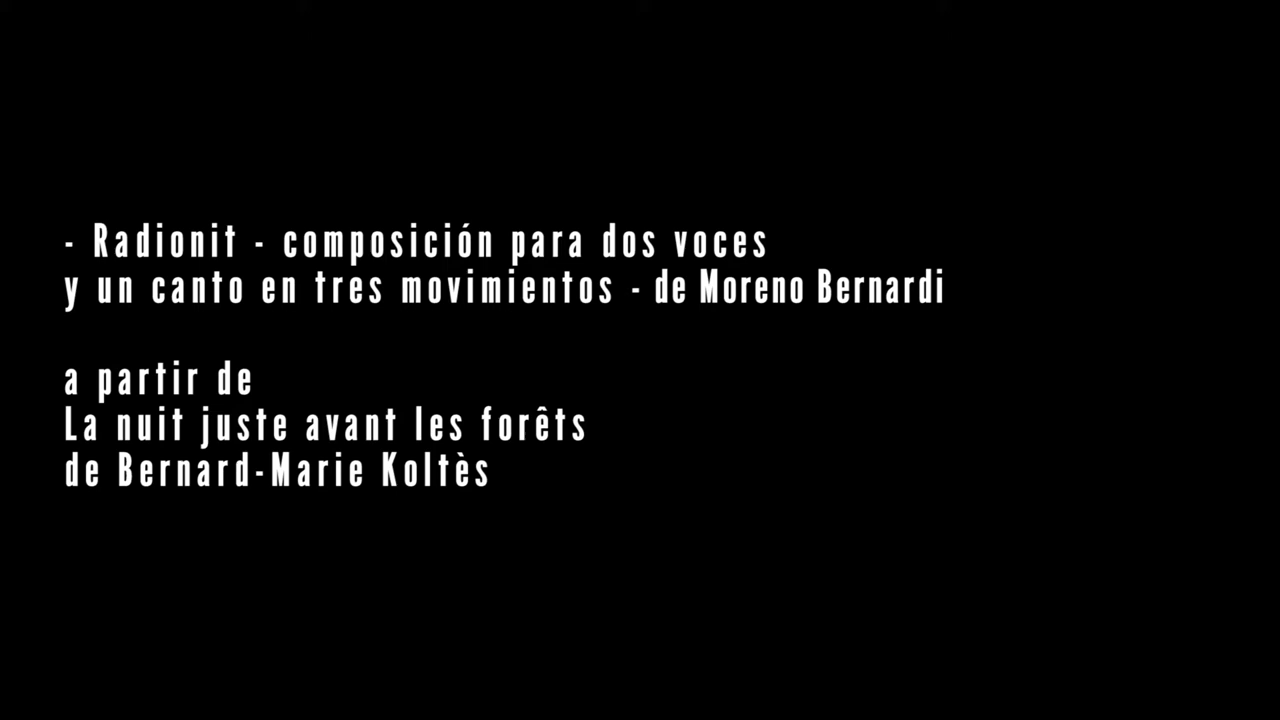 - Radionit - composición para dos voces
y un canto en tres movimientos - de Moreno Bernardi
a partir de
La nuit juste avant les forêts
de Bernard-Marie Koltès